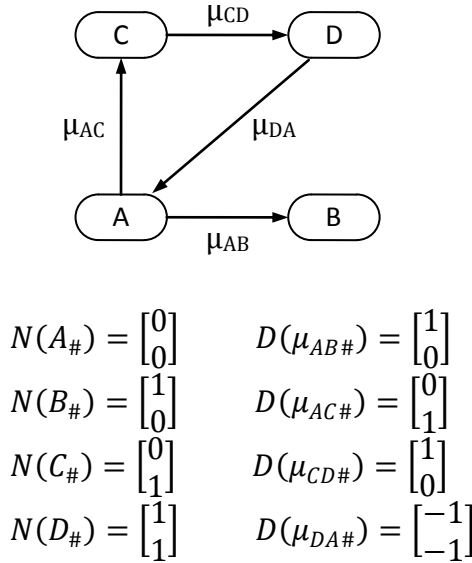 μCD
C D
μAC μDA
A B
μAB
N(A#) = [0 0] D(μAB#) = [1 0]
N(B#) = [1 0] D(μAC#) = [0 1]
N(C#) = [0 1] D(μCD#) = [1 0]
N(D#) = [1 1] D(μDA#) = [-1 -1]